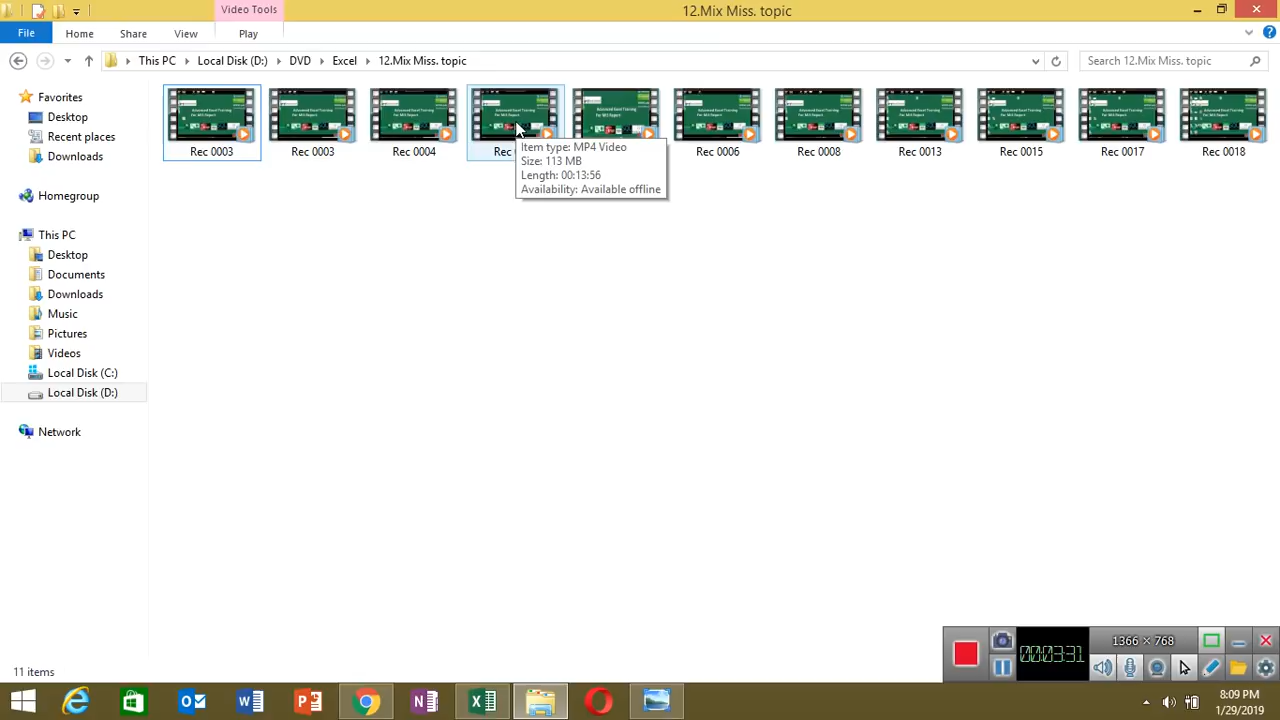 Video Tools
12.Mix Miss. topic
File
Home
Share
View
Play
This PC
Local Disk (D:)
DVD
Excel
12.Mix Miss. topic
Search 12.Mix Miss. topic
Favorites
Desktop
Recent places
Downloads
Homegroup
This PC
Desktop
Documents
Downloads
Music
Pictures
Videos
Local Disk (C:)
Local Disk (D:)
Network
Rec 0003
Rec 0003
Rec 0004
Rec
Rec 0006
Rec 0008
Rec 0013
Rec 0015
Rec 0017
Rec 0018
Item type: MP4 Video
Size: 113 MB
Length: 00:13:56
Availability: Available offline
11 items
1366 × 768
00:03:31
8:09 PM
1/29/2019